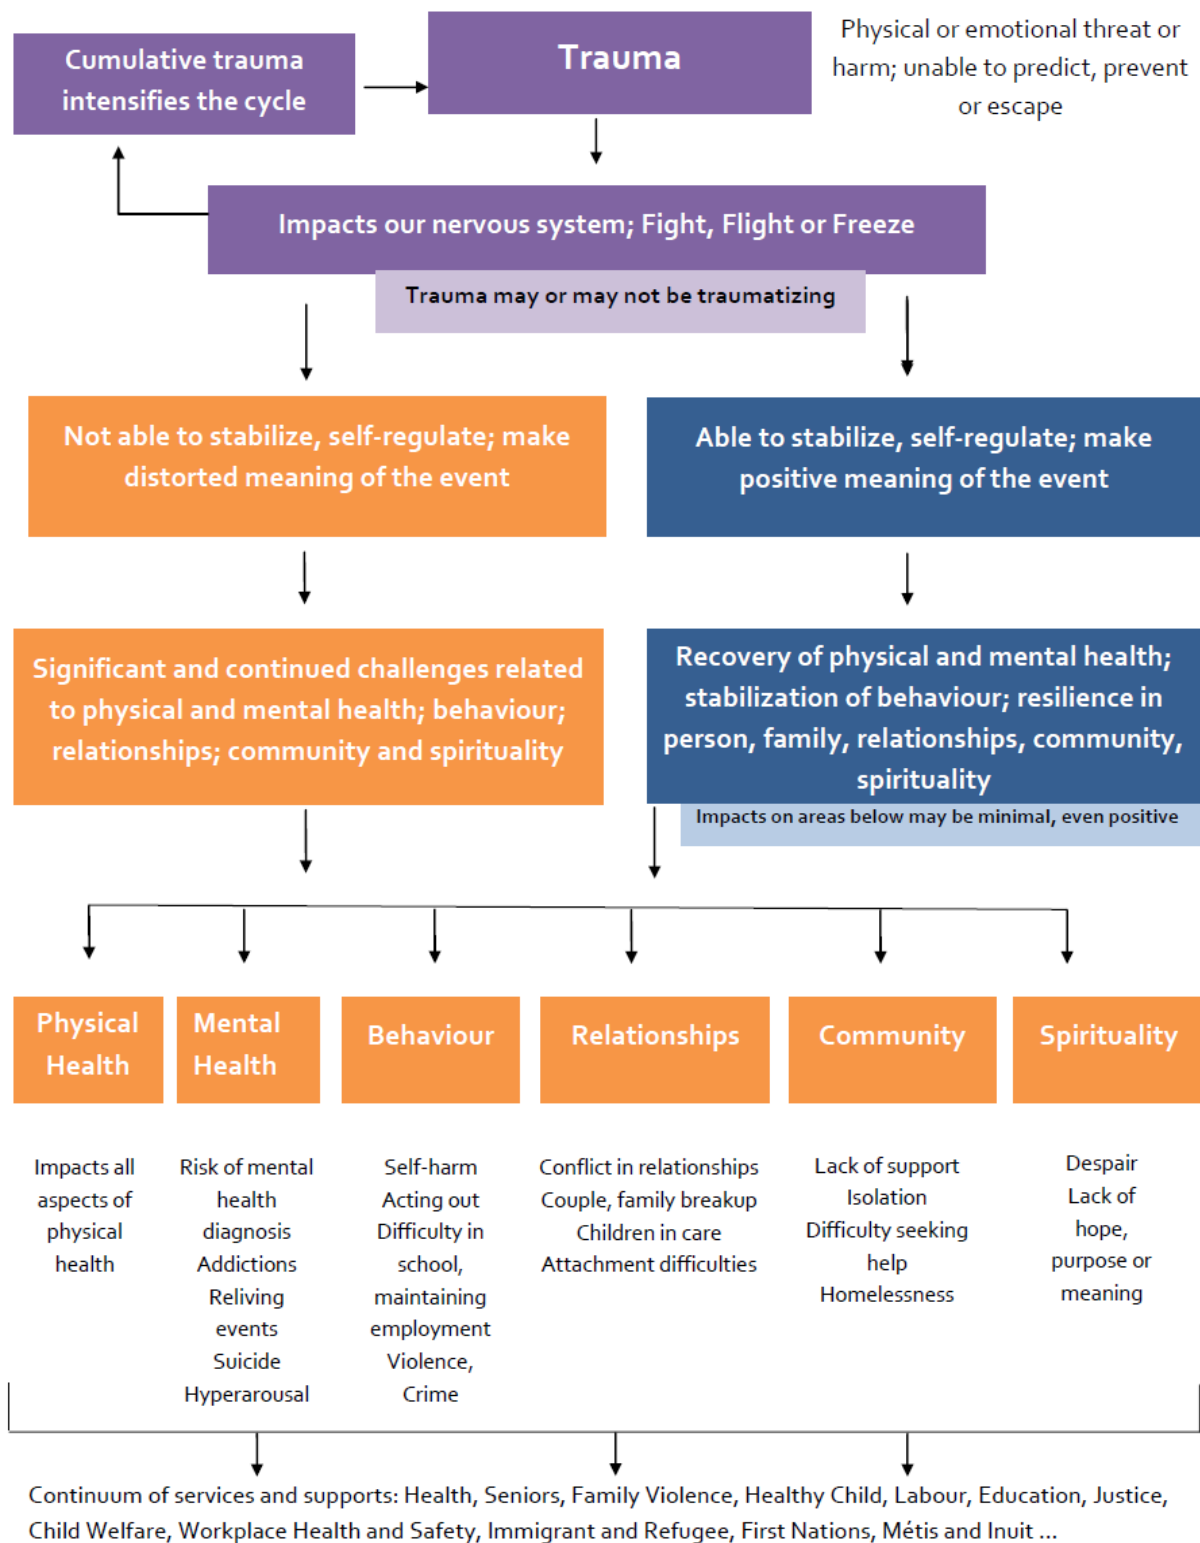 Cumulative trauma
intensifies the cycle
Trauma
Physical or emotional threat or
harm; unable to predict, prevent
or escape
Impacts our nervous system; Fight, Flight or Freeze
Trauma may or may not be traumatizing
Not able to stabilize, self-regulate; make
distorted meaning of the event
Able to stabilize, self-regulate; make
positive meaning of the event
Significant and continued challenges related
to physical and mental health; behaviour;
relationships; community and spirituality
Recovery of physical and mental health;
stabilization of behaviour; resilience in
person, family, relationships, community,
spirituality
Impacts on areas below may be minimal, even positive
Physical
Health
Mental
Health
Behaviour
Relationships
Community
Spirituality
Impacts all
aspects of
physical
health
Risk of mental
health
diagnosis
Addictions
Reliving
events
Suicide
Hyperarousal
Self-harm
Acting out
Difficulty in
school,
maintaining
employment
Violence,
Crime
Conflict in relationships
Couple, family breakup
Children in care
Attachment difficulties
Lack of support
Isolation
Difficulty seeking
help
Homelessness
Despair
Lack of
hope,
purpose or
meaning
Continuum of services and supports: Health, Seniors, Family Violence, Healthy Child, Labour, Education, Justice,
Child Welfare, Workplace Health and Safety, Immigrant and Refugee, First Nations, Métis and Inuit ...